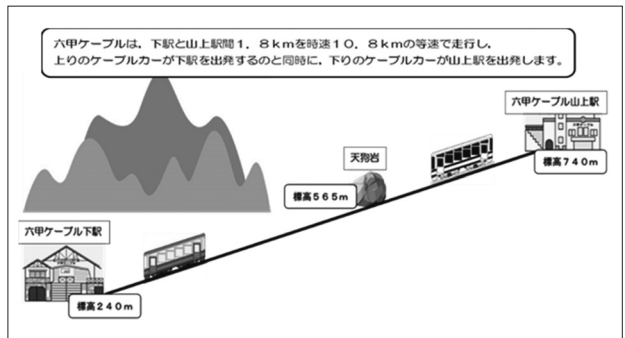 六甲ケーブルは，下駅と山上駅間１．８ｋｍを時速１０．８ｋｍの等速で走行し，
上りのケーブルカーが下駅を出発するのと同時に，下りのケーブルカーが山上駅を出発します。
六甲ケーブル山上駅
天狗岩
標高７４０ｍ
標高５６５ｍ
六甲ケーブル下駅
標高２４０ｍ